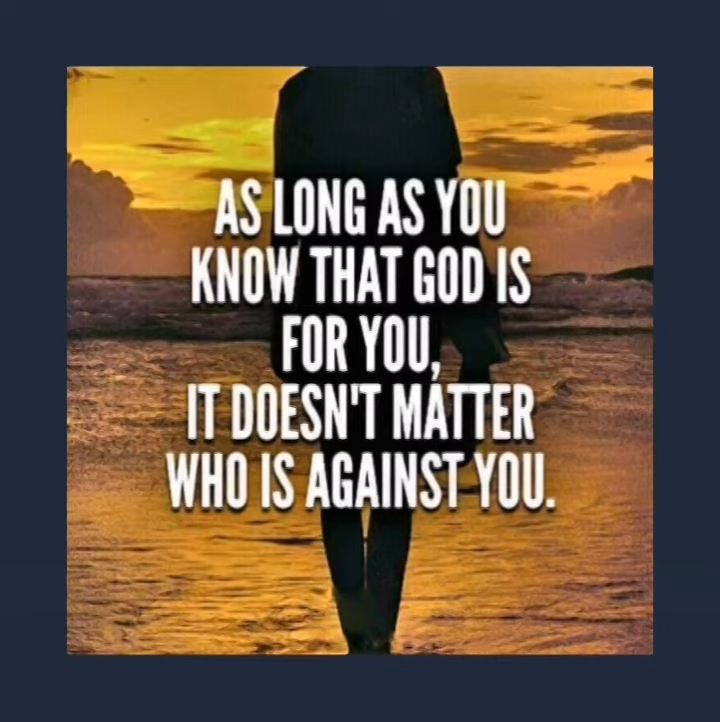 AS LONG AS YOU
KNOW THAT GOD IS
FOR YOU,
IT DOESN'T MATTER
WHO IS AGAINST YOU.